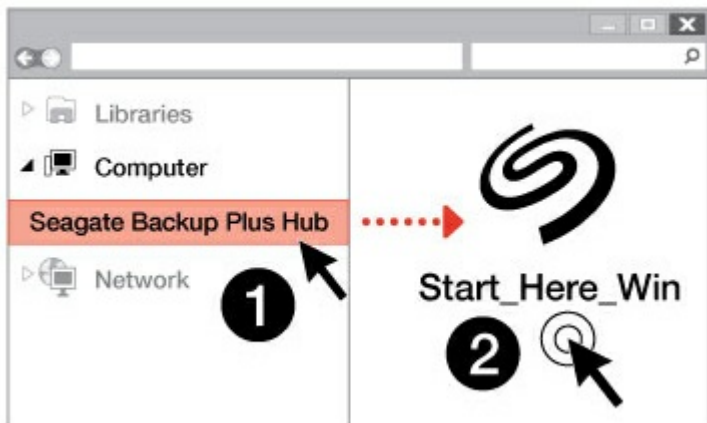 Libraries
Computer
Seagate Backup Plus Hub
Network
1
Start_Here_Win
2